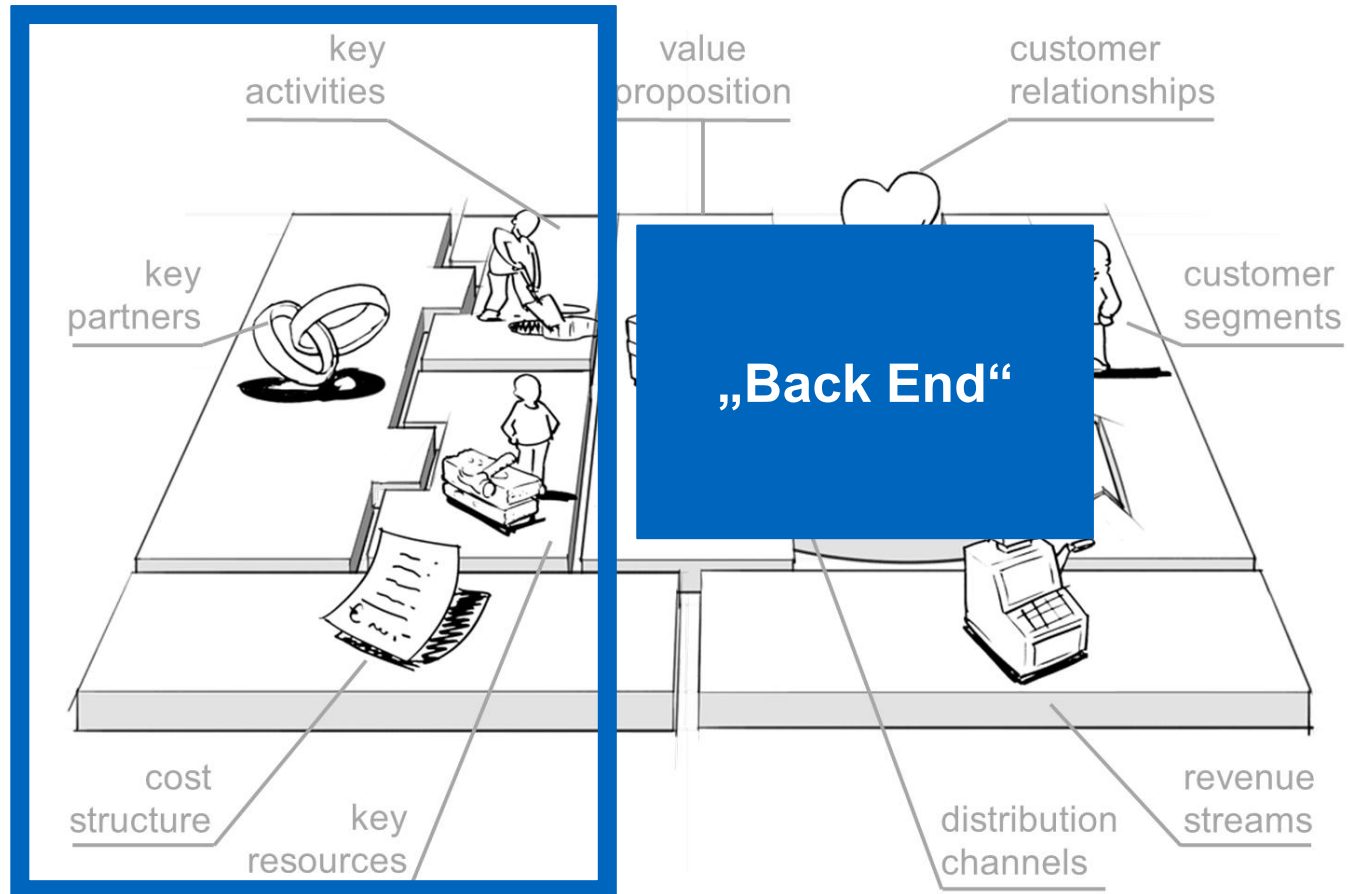 key
activities
value
proposition
customer
relationships
key
partners
customer
segments
„Back End“
cost
structure
key
resources
distribution
channels
revenue
streams